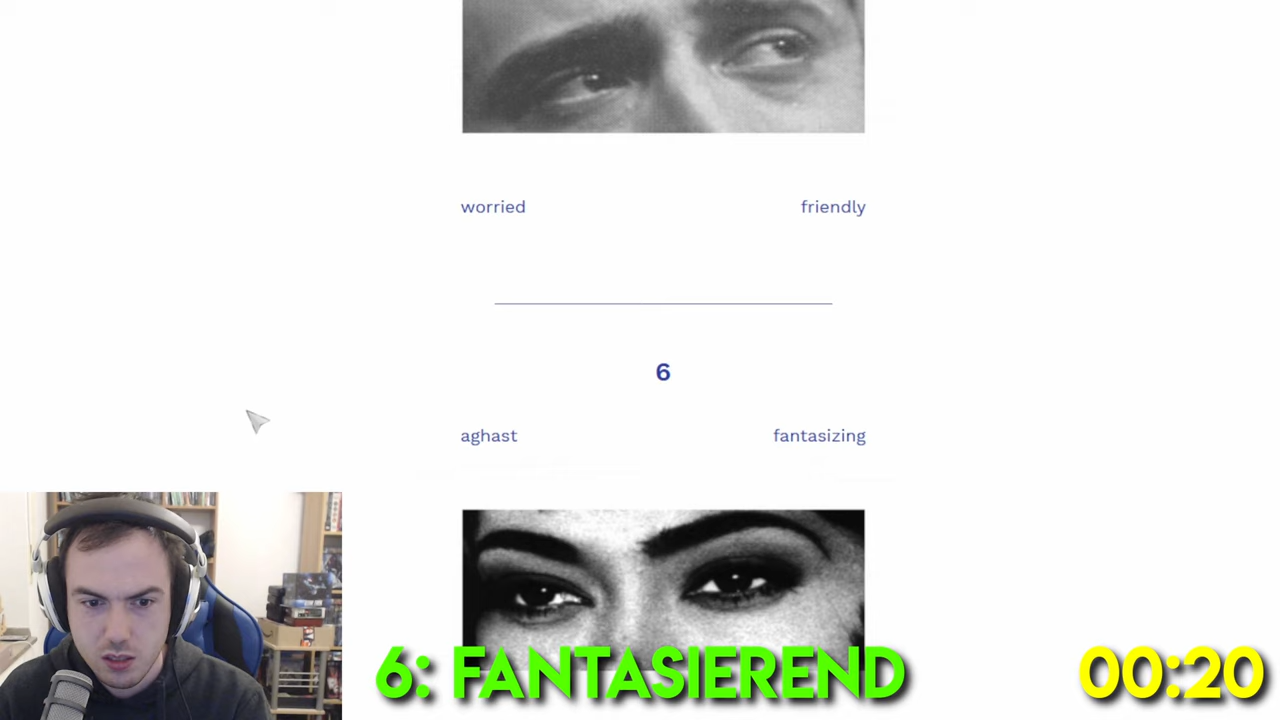 worried friendly
6
aghast fantasizing
6: FANTASIEREND
00:20